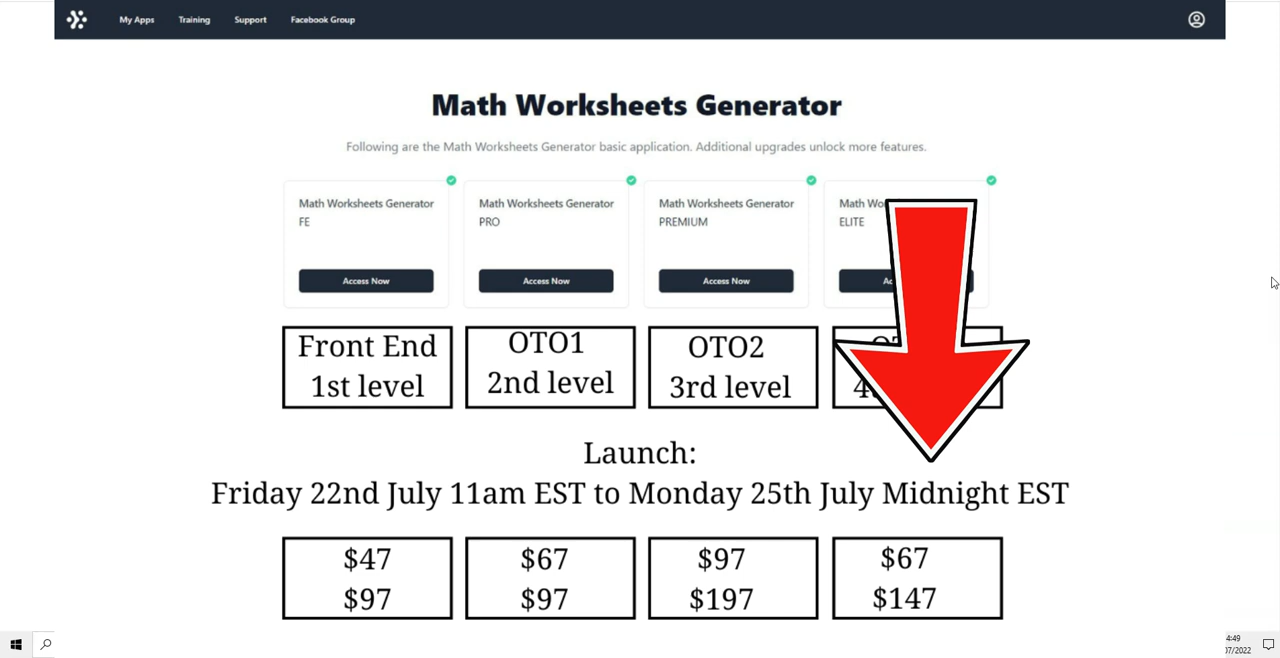 My Apps Training Support Facebook Group
Math Worksheets Generator
Following are the Math Worksheets Generator basic application. Additional upgrades unlock more features.
Math Worksheets Generator
FE
Access Now
Math Worksheets Generator
PRO
Access Now
Math Worksheets Generator
PREMIUM
Access Now
Math
ELITE
Front End
1st level
OTO1
2nd level
OTO2
3rd level
Launch:
Friday 22nd July 11am EST to Monday 25th July Midnight EST
$47
$97
$67
$97
$97
$197
$67
$147
4:49
07/2022